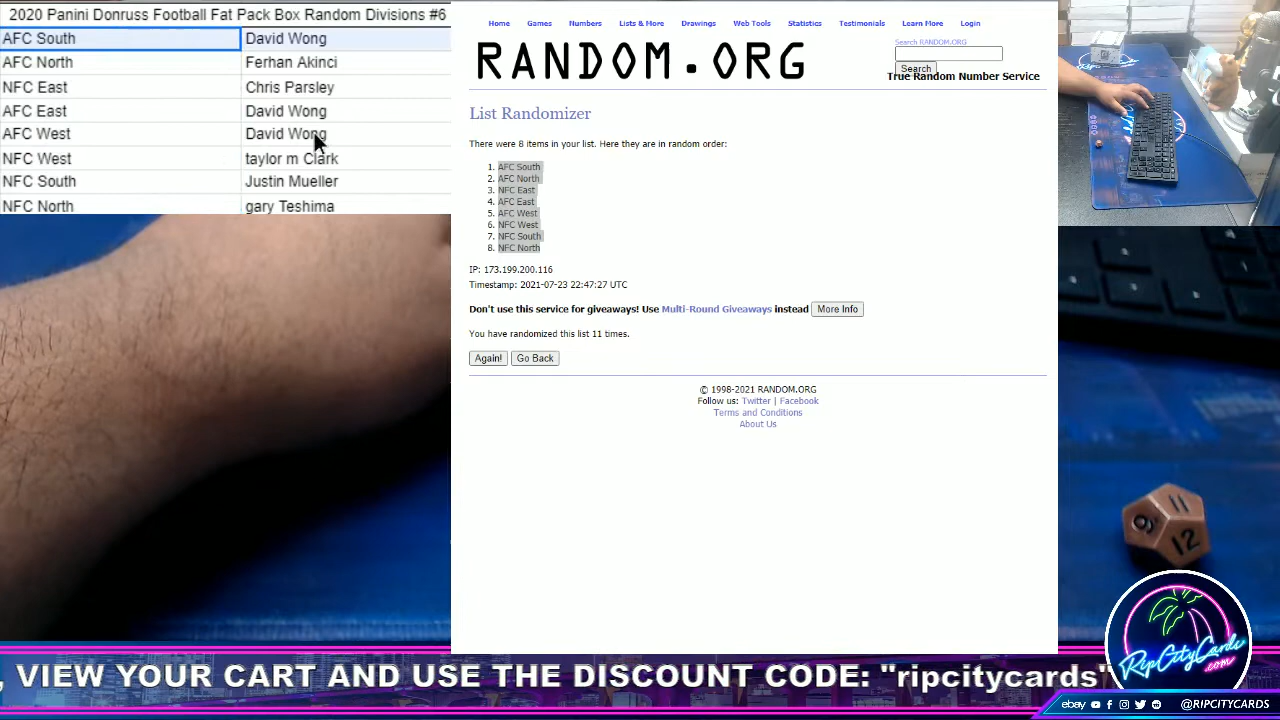 2020 Panini Donruss Football Fat Pack Box Random Divisions #6
AFC South David Wong
AFC North Ferhan Akinci
NFC East Chris Parsley
AFC East David Wong
AFC West David Wong
NFC West taylor m Clark
NFC South Justin Mueller
NFC North gary Teshima
Home Games Numbers Lists & More Drawings Web Tools Statistics Testimonials Learn More Login
RANDOM.ORG
Search RANDOM.ORG
Search
True Random Number Service
List Randomizer
There were 8 items in your list. Here they are in random order:
1. AFC South
2. AFC North
3. NFC East
4. AFC East
5. AFC West
6. NFC West
7. NFC South
8. NFC North
IP: 173.199.200.116
Timestamp: 2021-07-23 22:47:27 UTC
Don't use this service for giveaways! Use Multi-Round Giveaways instead More Info
You have randomized this list 11 times.
Again! Go Back
© 1998-2021 RANDOM.ORG
Follow us: Twitter | Facebook
Terms and Conditions
About Us
9 11
12
, VIEW YOUR CART AND USE THE DISCOUNT CODE: "ripcitycards"
RipCityCards
.com
ebay @RIPCITYCARDS